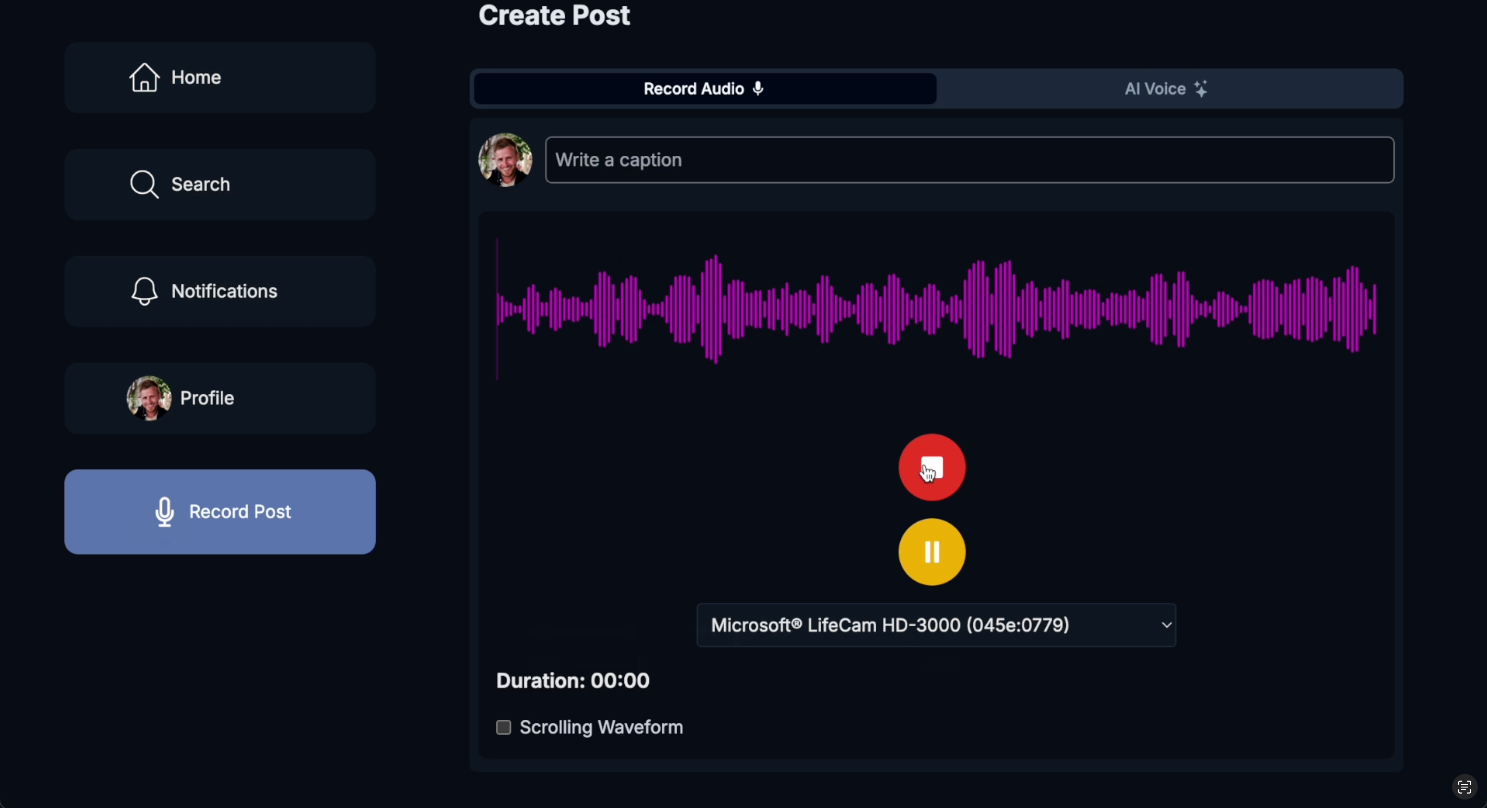 Create Post
Home
Search
Notifications
Profile
Record Post
Record Audio
AI Voice
Write a caption
Microsoft® LifeCam HD-3000 (045e:0779)
Duration: 00:00
Scrolling Waveform